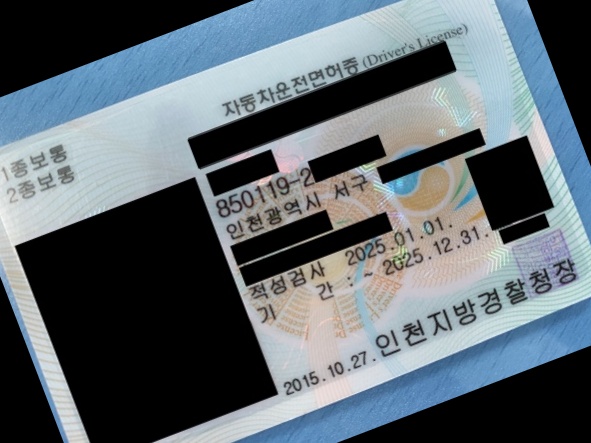 자동차운전면허증 (Driver's License)
1종보통
2종보통
850119-2
인천광역시 서구
적성검사 2025.01.01.
기 간 : ~ 2025.12.31.
2015.10.27. 인천지방경찰청장